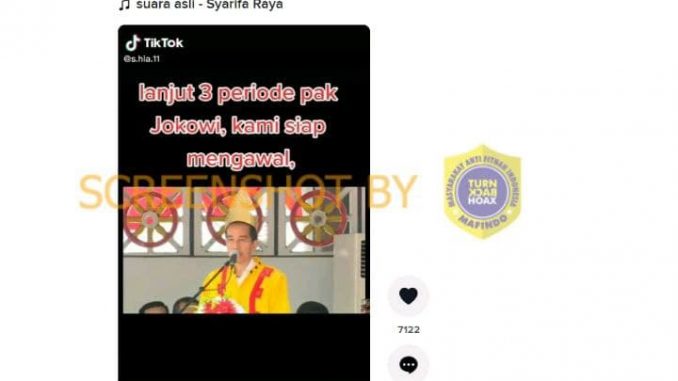 ♫ suara asli - Syarifa Raya
TikTok
@s.hla.11
lanjut 3 periode pak
Jokowi, kami siap
mengawal,
SCREENSHOT BY
MASYARAKAT ANTI FITNAH INDONESIA
TURN
BACK
HOAX
MAFINDO
7122